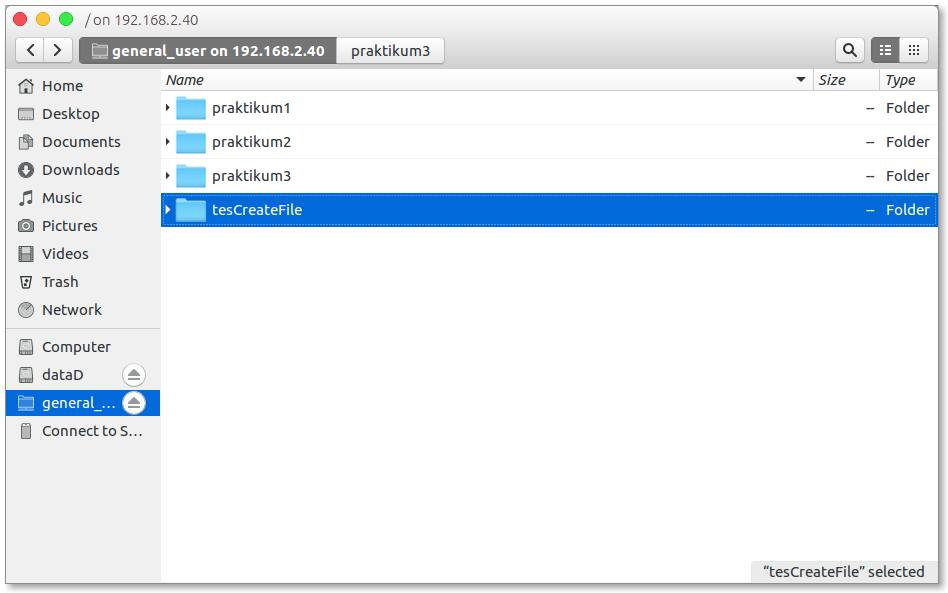 / on 192.168.2.40
general_user on 192.168.2.40 praktikum3
Name Size Type
praktikum1 -- Folder
praktikum2 -- Folder
praktikum3 -- Folder
tesCreateFile -- Folder
Home
Desktop
Documents
Downloads
Music
Pictures
Videos
Trash
Network
Computer
dataD
general_...
Connect to S...
“tesCreateFile” selected